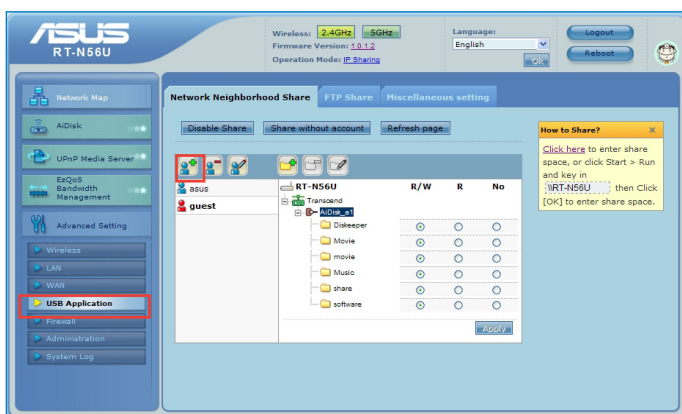 ASUS
RT-N56U
Wireless: 2.4GHz 5GHz
Firmware Version: 1.0.1.2
Operation Mode: IP Sharing
Language:
English
OK
Logout
Reboot
Network Map
AiDisk
UPnP Media Server
EzQoS
Bandwidth
Management
Advanced Setting
Wireless
LAN
WAN
USB Application
Firewall
Administration
System Log
Network Neighborhood Share FTP Share Miscellaneous setting
Disable Share Share without account Refresh page
asus
guest
RT-N56U R/W R No
Transcend
AiDisk_a1
Diskeeper
Movie
movie
Music
share
software
Apply
How to Share? X
Click here to enter share
space, or click Start > Run
and key in
\\RT-N56U then Click
[OK] to enter share space.